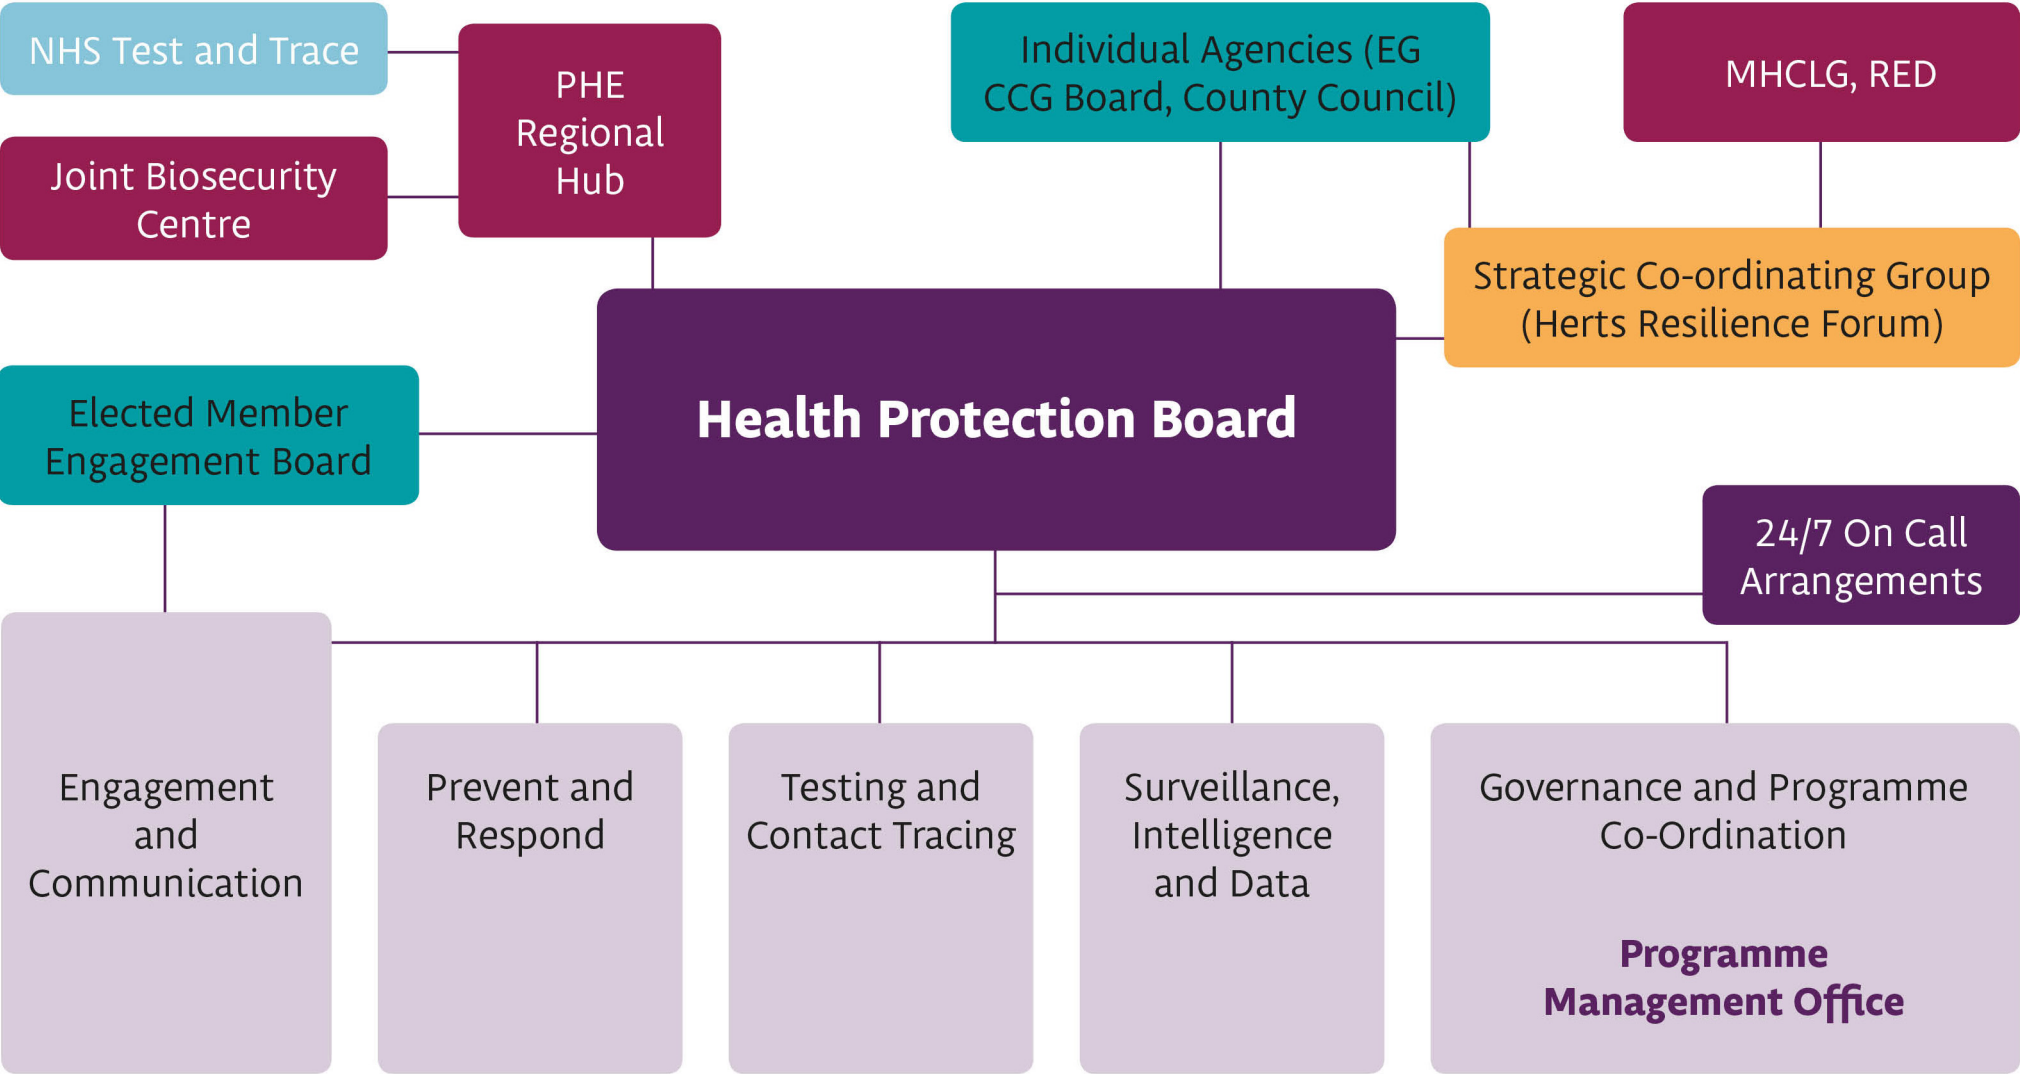 NHS Test and Trace
Joint Biosecurity
Centre
PHE
Regional
Hub
Individual Agencies (EG
CCG Board, County Council)
MHCLG, RED
Strategic Co-ordinating Group
(Herts Resilience Forum)
Health Protection Board
Elected Member
Engagement Board
24/7 On Call
Arrangements
Engagement
and
Communication
Prevent and
Respond
Testing and
Contact Tracing
Surveillance,
Intelligence
and Data
Governance and Programme
Co-Ordination
Programme
Management Office